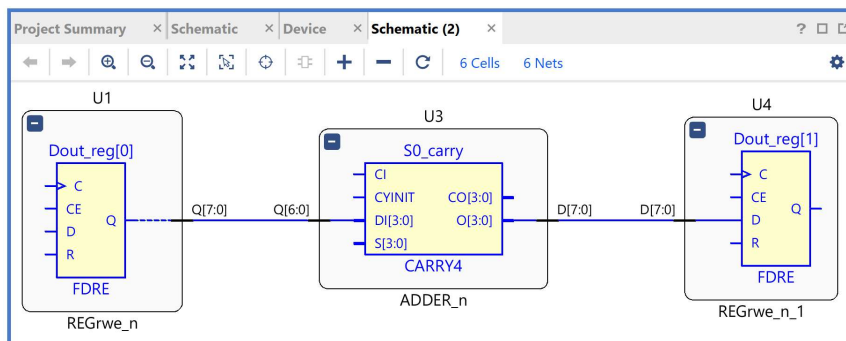 Project Summary × Schematic × Device × Schematic (2) × ?
6 Cells 6 Nets
U1
U3
U4
Dout_reg[0]
S0_carry
Dout_reg[1]
C
CE
D
R
Q
FDRE
REGrwe_n
Q[7:0]
Q[6:0]
CI
CYINIT
DI[3:0]
S[3:0]
CO[3:0]
O[3:0]
CARRY4
ADDER_n
D[7:0]
D[7:0]
C
CE
D
R
Q
FDRE
REGrwe_n_1